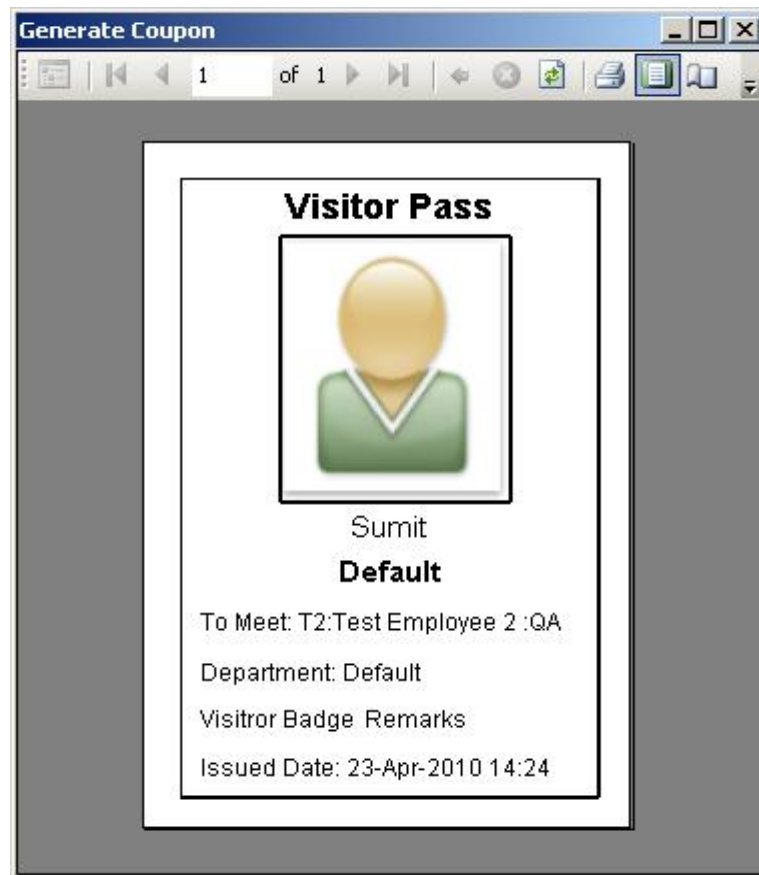 Generate Coupon
1 of 1
Visitor Pass
Sumit
Default
To Meet: T2:Test Employee 2 :QA
Department: Default
Visitror Badge Remarks
Issued Date: 23-Apr-2010 14:24